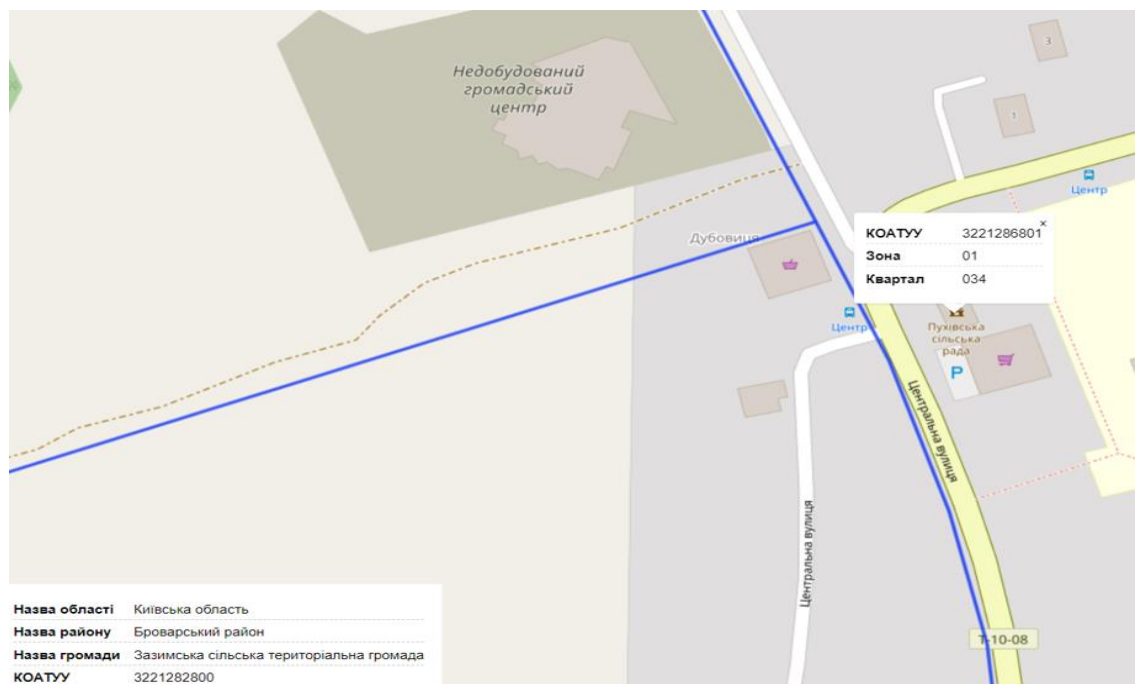 Недобудований
громадський
центр
3
1
Центр
Дубовиця
×
КОАТУУ 3221286801
Зона 01
Квартал 034
Центр
Пухівська
сільська
рада
P
Центральна вулиця
Центральна вулиця
Т-10-08
Назва області Київська область
Назва району Броварський район
Назва громади Зазимська сільська територіальна громада
КОАТУУ 3221282800